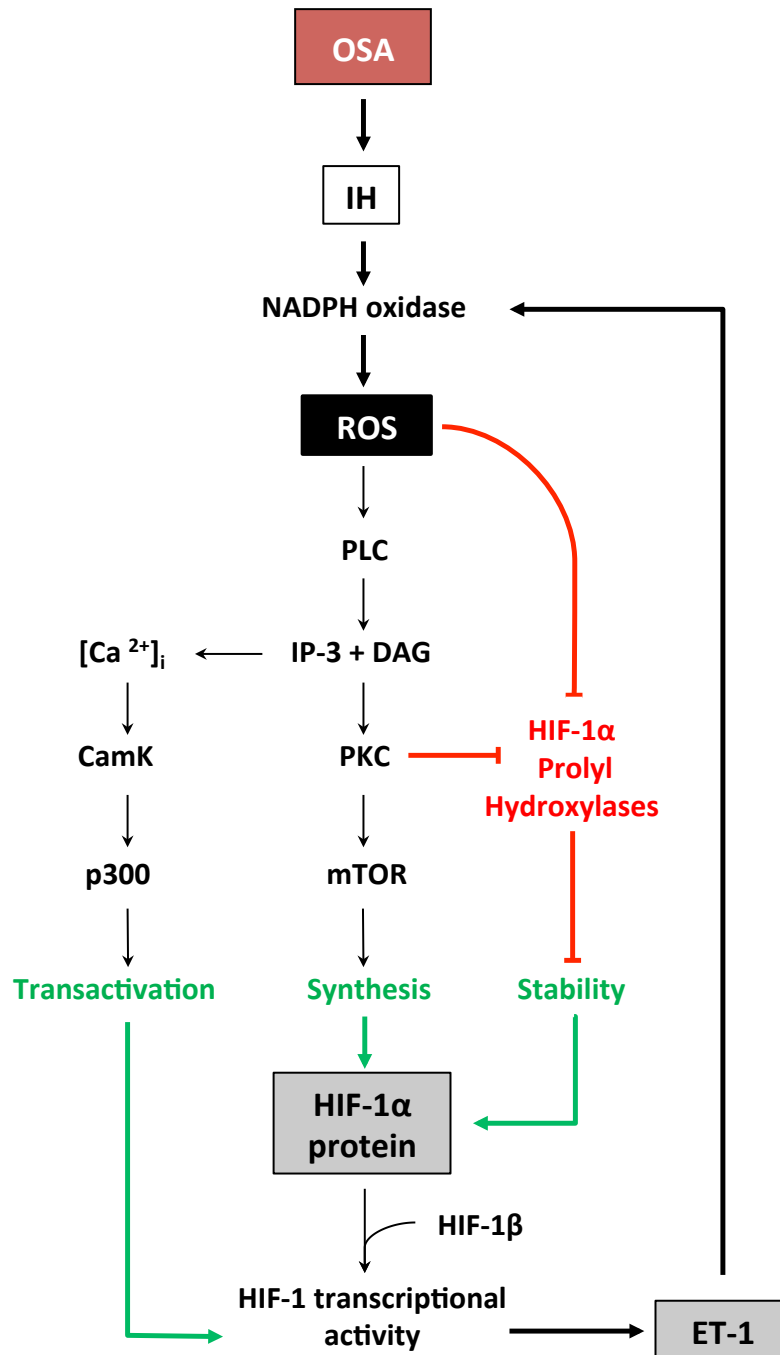 OSA
IH
NADPH oxidase
ROS
PLC
[Ca ²⁺]ᵢ
IP-3 + DAG
CamK
PKC
HIF-1α
Prolyl
Hydroxylases
p300
mTOR
Transactivation
Synthesis
Stability
HIF-1α
protein
HIF-1β
HIF-1 transcriptional
activity
ET-1